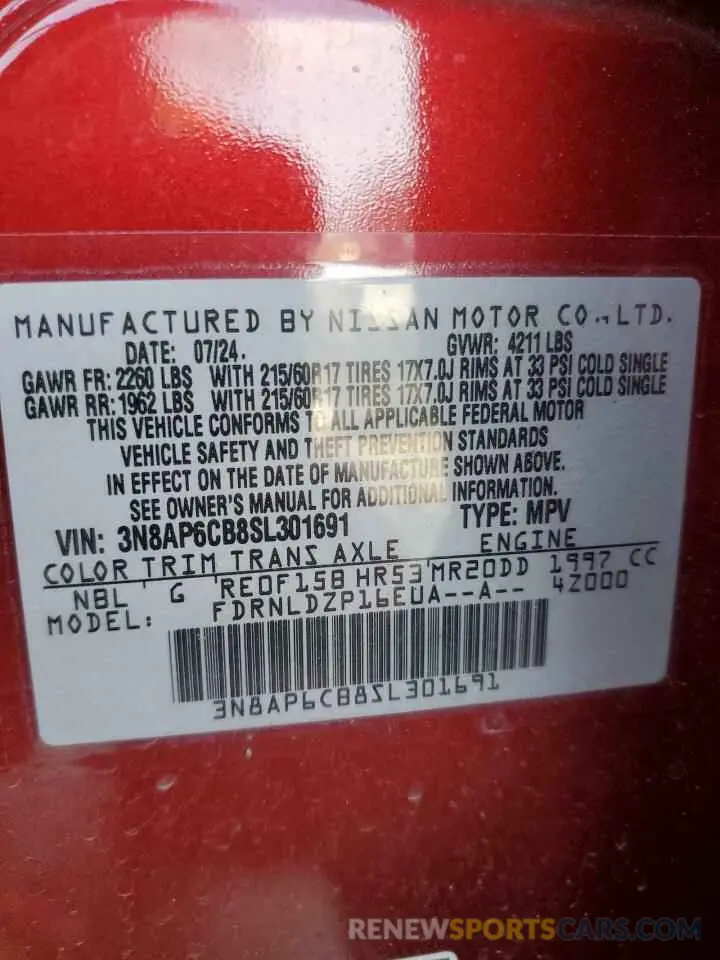 MANUFACTURED BY NISSAN MOTOR CO., LTD.
DATE: 07/24. GVWR: 4211 LBS
GAWR FR: 2260 LBS WITH 215/60R17 TIRES 17X7.0J RIMS AT 33 PSI COLD SINGLE
GAWR RR: 1962 LBS WITH 215/60R17 TIRES 17X7.0J RIMS AT 33 PSI COLD SINGLE
THIS VEHICLE CONFORMS TO ALL APPLICABLE FEDERAL MOTOR
VEHICLE SAFETY AND THEFT PREVENTION STANDARDS
IN EFFECT ON THE DATE OF MANUFACTURE SHOWN ABOVE.
SEE OWNER'S MANUAL FOR ADDITIONAL INFORMATION.
VIN: 3N8AP6CB8SL301691 TYPE: MPV
COLOR TRIM TRANS AXLE ENGINE
NBL G RE0F15B HR53 MR20DD 1997 CC
MODEL: FDRNLDZP16EUA--A-- 4Z000
3N8AP6CB8SL301691
RENEWSPORTSCARS.COM